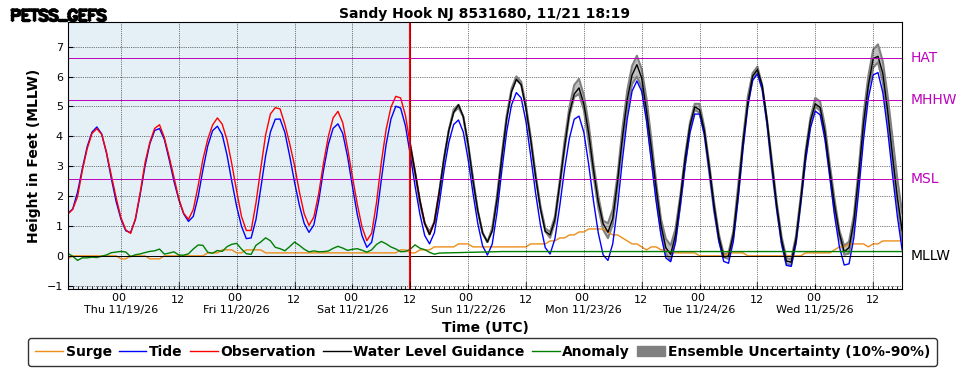 PETSS_GEFS
Sandy Hook NJ 8531680, 11/21 18:19
Height in Feet (MLLW)
7
6
5
4
3
2
1
0
−1
HAT
MHHW
MSL
MLLW
00 12 00 12 00 12 00 12 00 12 00 12 00 12
Thu 11/19/26 Fri 11/20/26 Sat 11/21/26 Sun 11/22/26 Mon 11/23/26 Tue 11/24/26 Wed 11/25/26
Time (UTC)
Surge Tide Observation Water Level Guidance Anomaly Ensemble Uncertainty (10%-90%)